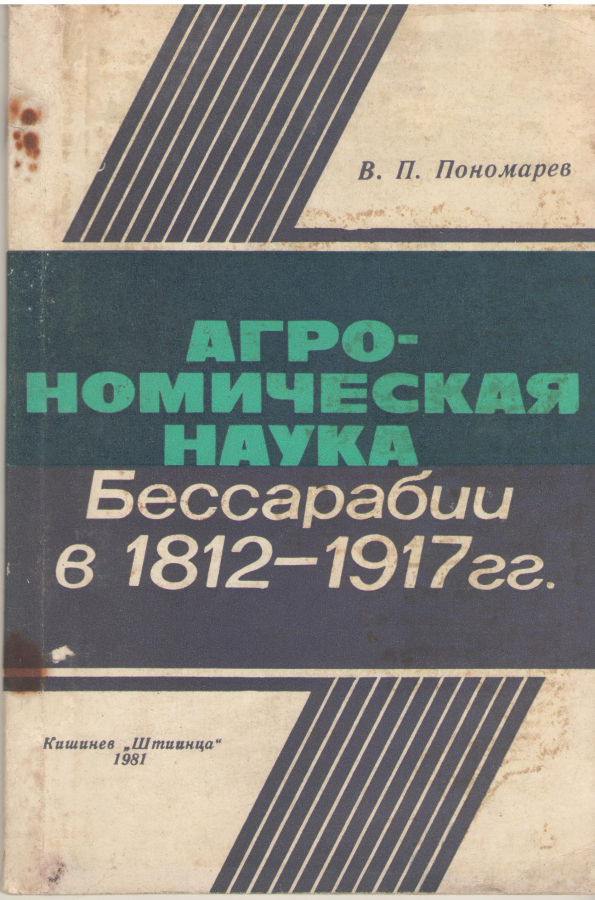 В. П. Пономарев
АГРО-
НОМИЧЕСКАЯ
НАУКА
Бессарабии
в 1812–1917гг.
Кишинев „Штиинца“
1981